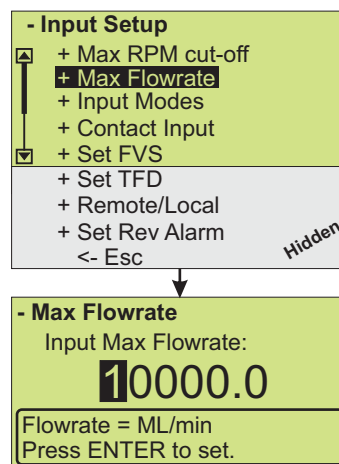 - Input Setup
+ Max RPM cut-off
+ Max Flowrate
+ Input Modes
+ Contact Input
+ Set FVS
+ Set TFD
+ Remote/Local
+ Set Rev Alarm
Hidden
<- Esc
- Max Flowrate
Input Max Flowrate:
10000.0
Flowrate = ML/min
Press ENTER to set.